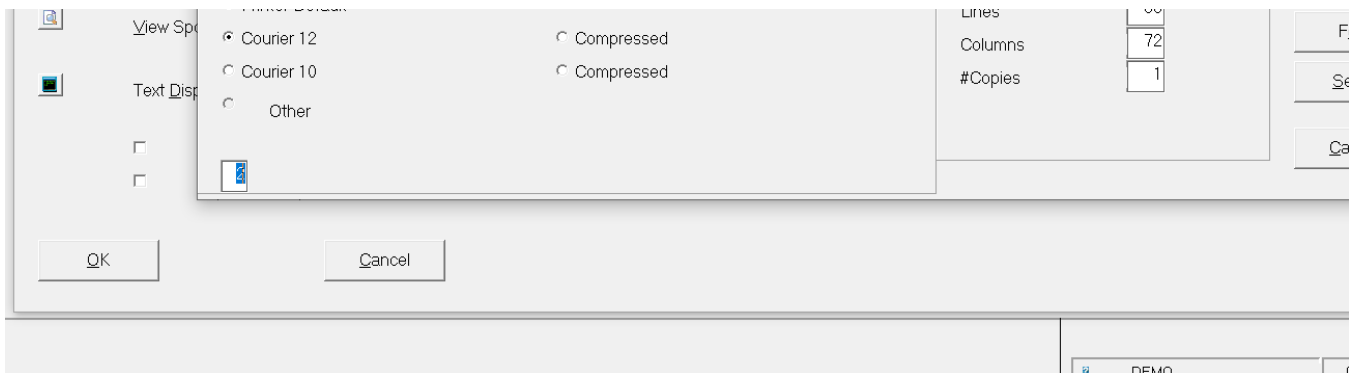 Lines
View Spo
Courier 12
Compressed
Columns
72
Courier 10
Compressed
#Copies
1
Text Disp
Other
2
OK
Cancel
DEMO